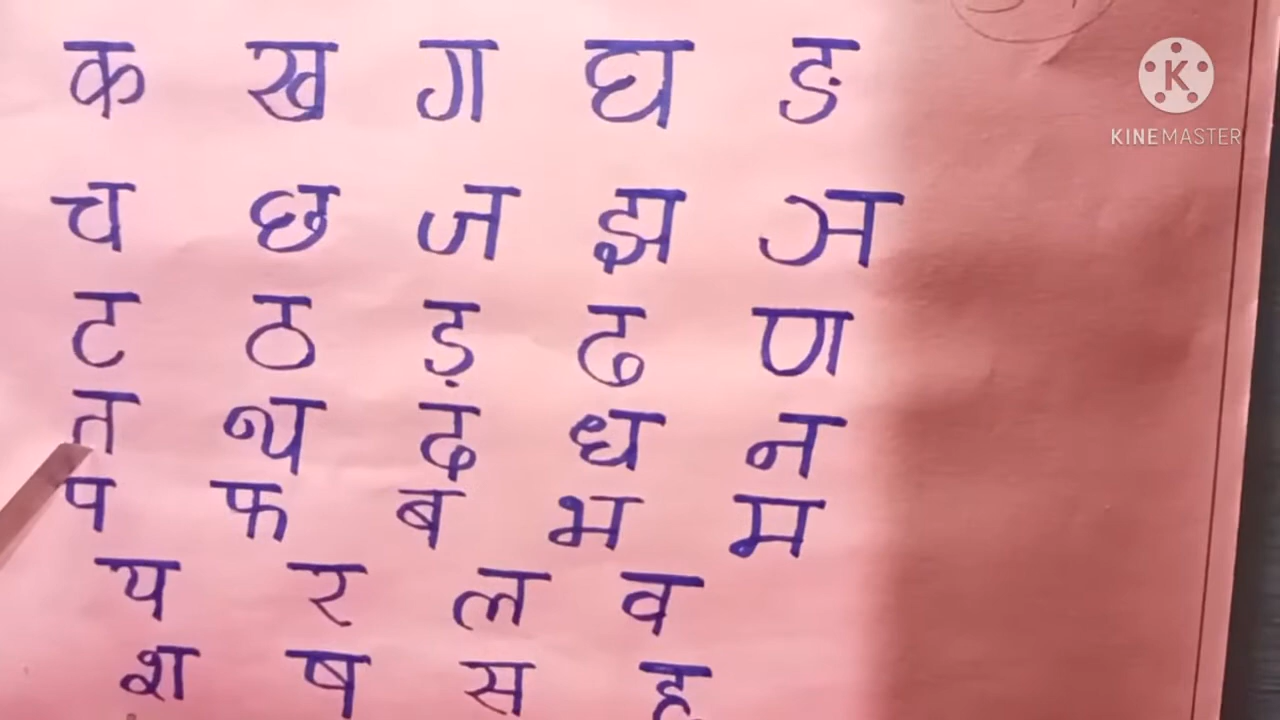 क ख ग घ ङ
KINEMASTER
च छ ज झ ञ
ट ठ ड़ ढ ण
त थ द ध न
प फ ब भ म
य र ल व
श ष स ह